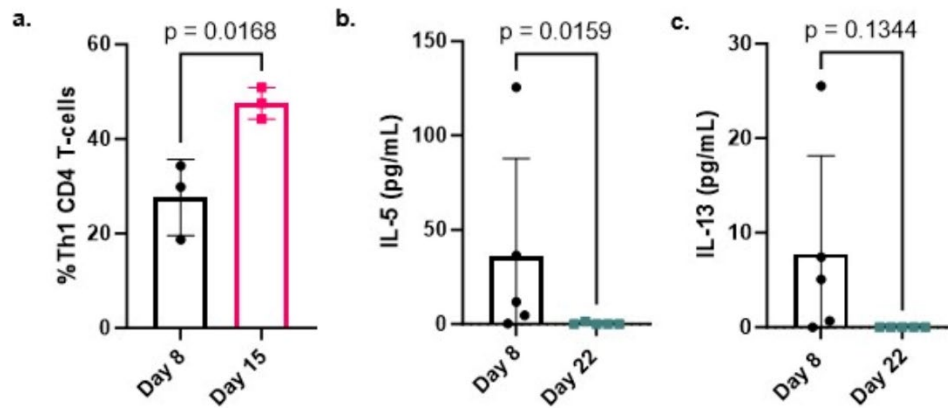 a.
p = 0.0168
%Th1 CD4 T-cells
60
40
20
0
Day 8
Day 15
b.
p = 0.0159
IL-5 (pg/mL)
150
100
50
0
Day 8
Day 22
c.
p = 0.1344
IL-13 (pg/mL)
30
20
10
0
Day 8
Day 22